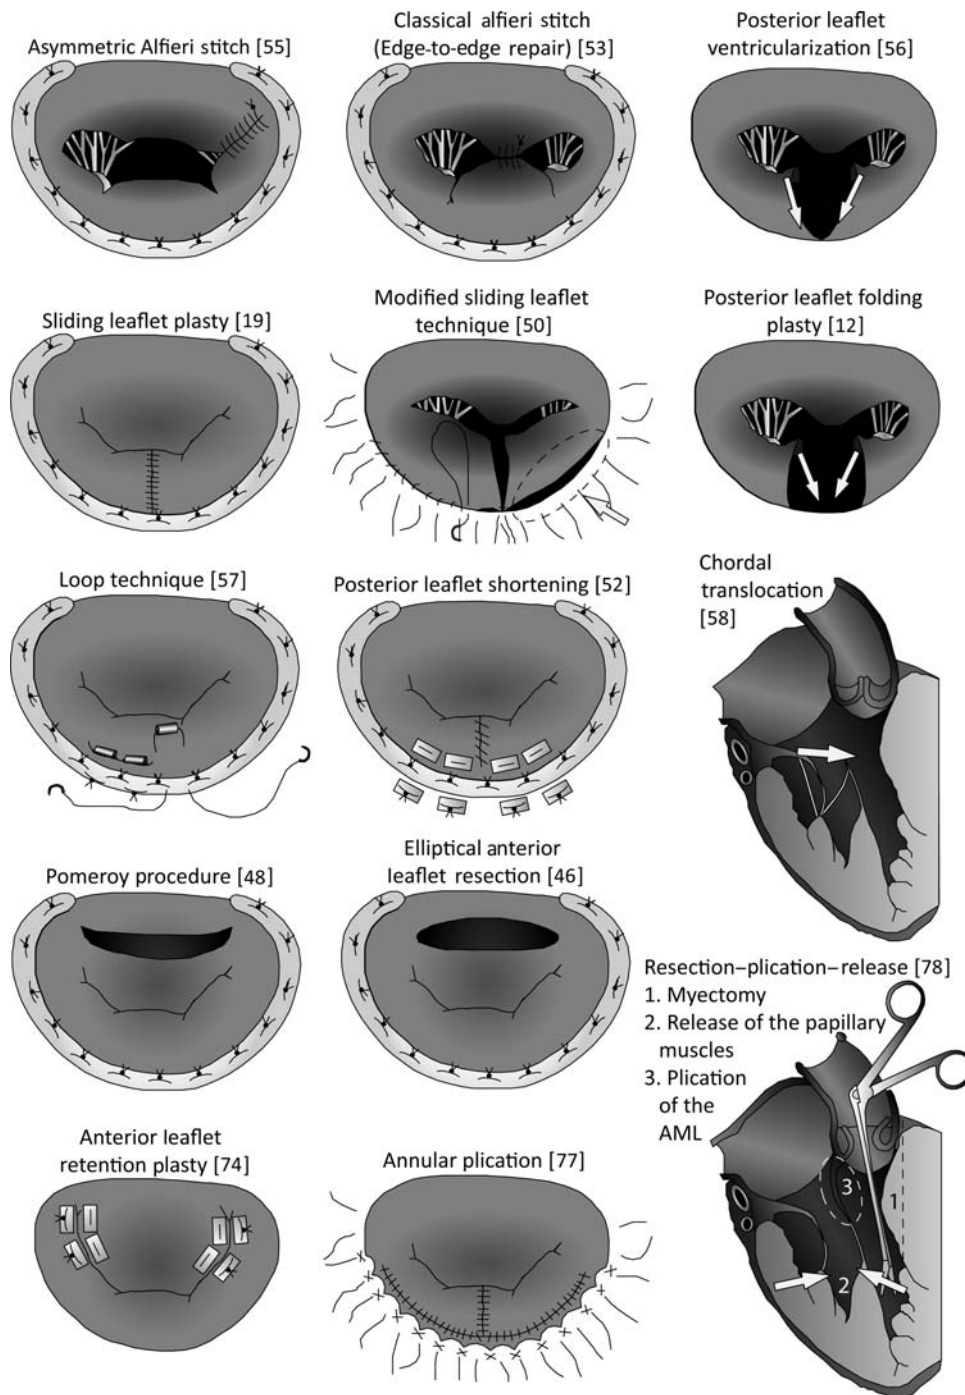 Asymmetric Alfieri stitch [55]
Classical alfieri stitch
(Edge-to-edge repair) [53]
Posterior leaflet
ventricularization [56]
Sliding leaflet plasty [19]
Modified sliding leaflet
technique [50]
Posterior leaflet folding
plasty [12]
Loop technique [57]
Posterior leaflet shortening [52]
Chordal
translocation
[58]
Pomeroy procedure [48]
Elliptical anterior
leaflet resection [46]
Resection–plication–release [78]
1. Myectomy
2. Release of the papillary
muscles
3. Plication
of the
AML
3
1
2
Anterior leaflet
retention plasty [74]
Annular plication [77]